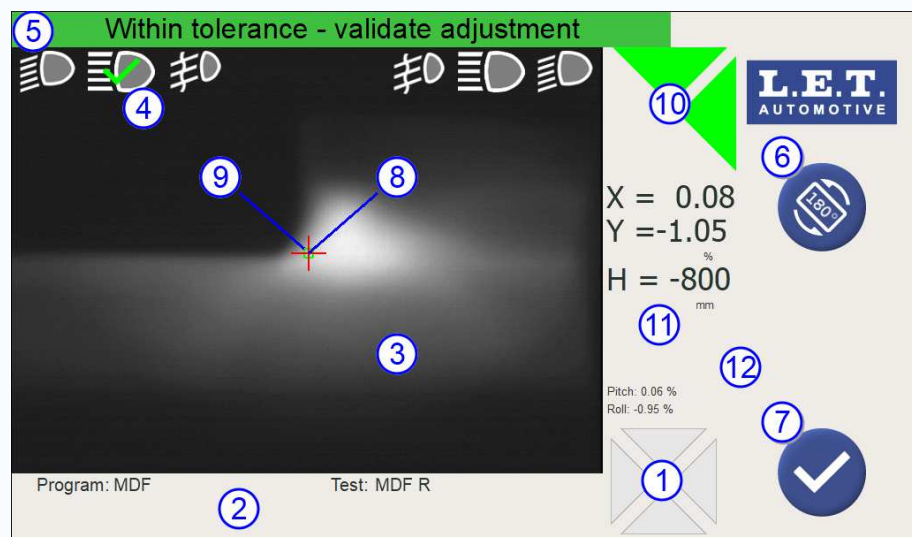 5 Within tolerance - validate adjustment
4
10
L.E.T.
AUTOMOTIVE
6
180°
9
8
X = 0.08
Y =-1.05
%
H = -800
mm
11
3
12
Pitch: 0.06 %
Roll: -0.95 %
7
1
Program: MDF Test: MDF R
2